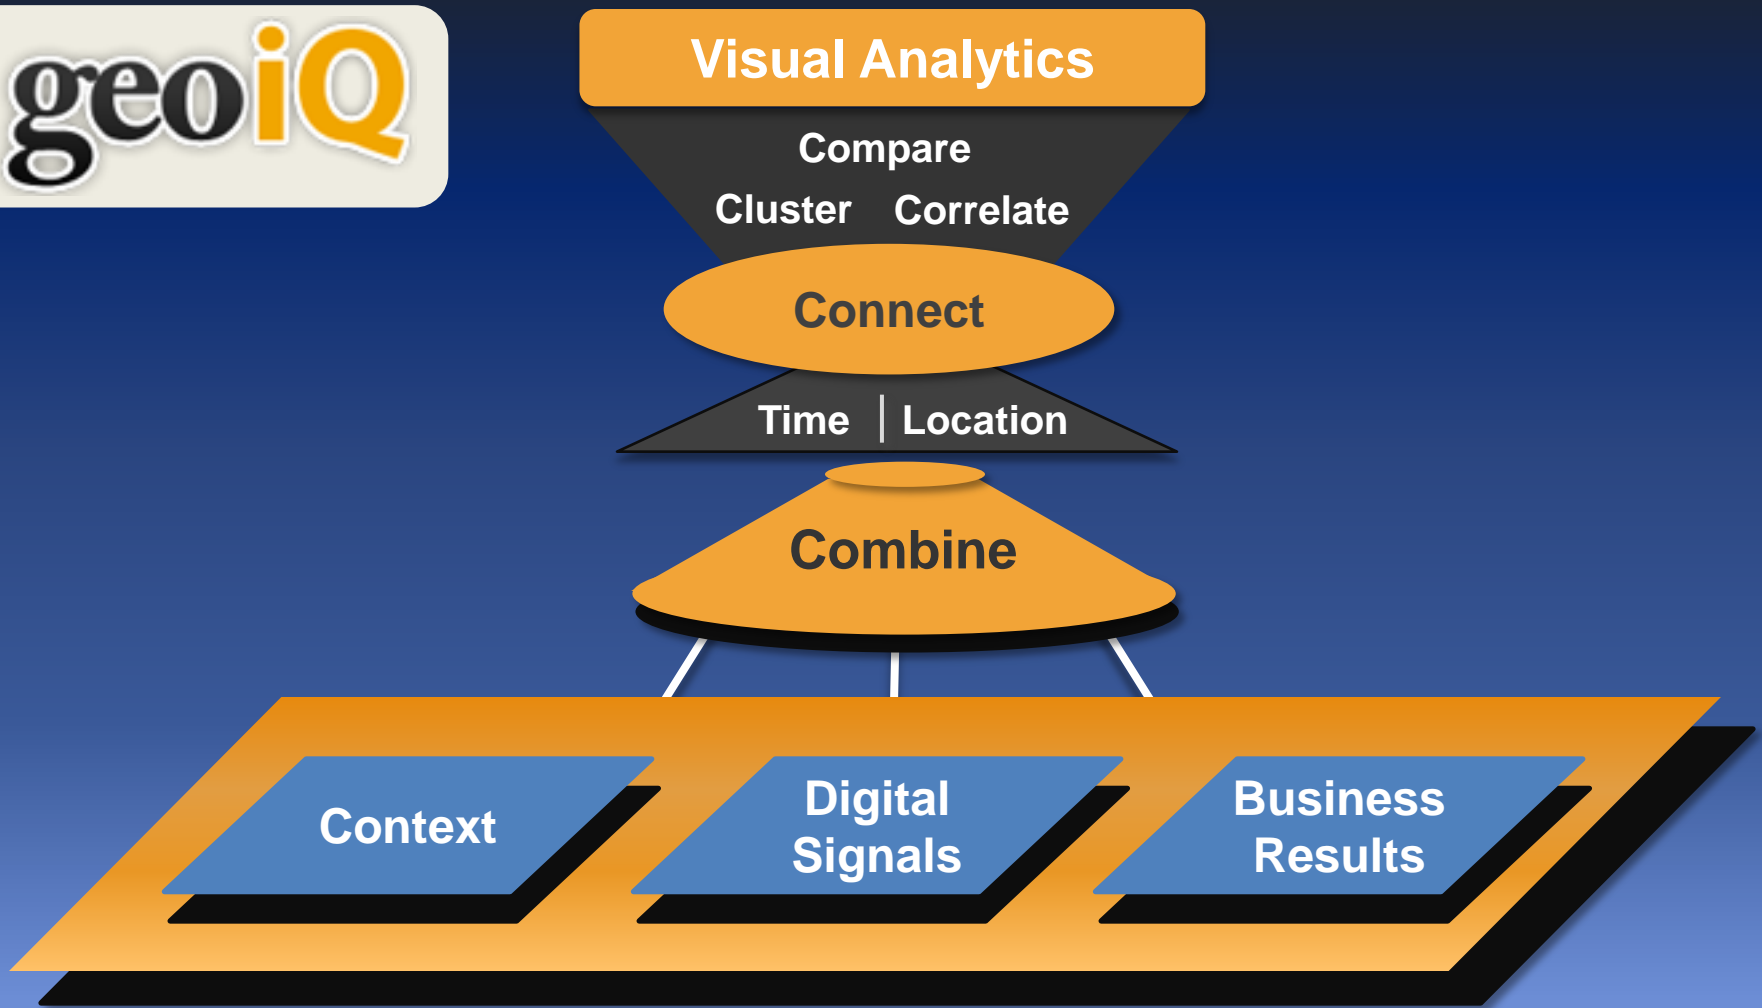 geoiQ
Visual Analytics
Compare
Cluster Correlate
Connect
Time | Location
Combine
Context
Digital
Signals
Business
Results